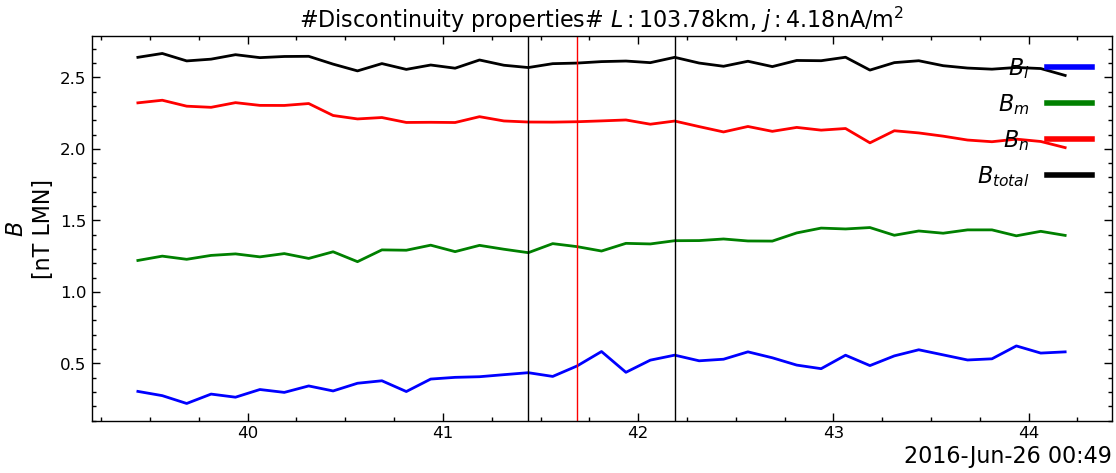 #Discontinuity properties# L : 103.78km, j : 4.18nA/m²
B
[nT LMN]
2.5
2.0
1.5
1.0
0.5
B_l
B_m
B_n
B_total
40
41
42
43
44
2016-Jun-26 00:49